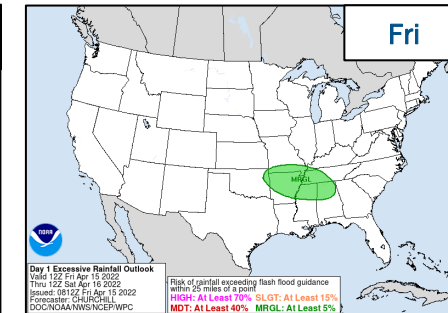 Fri
MRGL
NOAA
Day 1 Excessive Rainfall Outlook
Valid 12Z Fri Apr 15 2022
Thru 12Z Sat Apr 16 2022
Issued: 0812Z Fri Apr 15 2022
Forecaster: CHURCHILL
DOC/NOAA/NWS/NCEP/WPC
Risk of rainfall exceeding flash flood guidance
within 25 miles of a point
HIGH: At Least 70% SLGT: At Least 15%
MDT: At Least 40% MRGL: At Least 5%